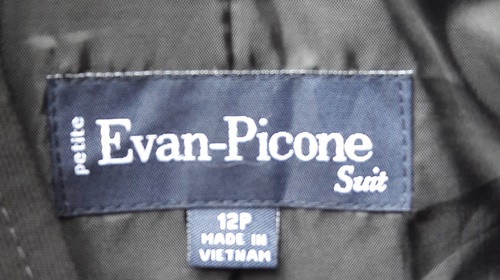 petite
Evan-Picone
Suit
12P
MADE IN
VIETNAM